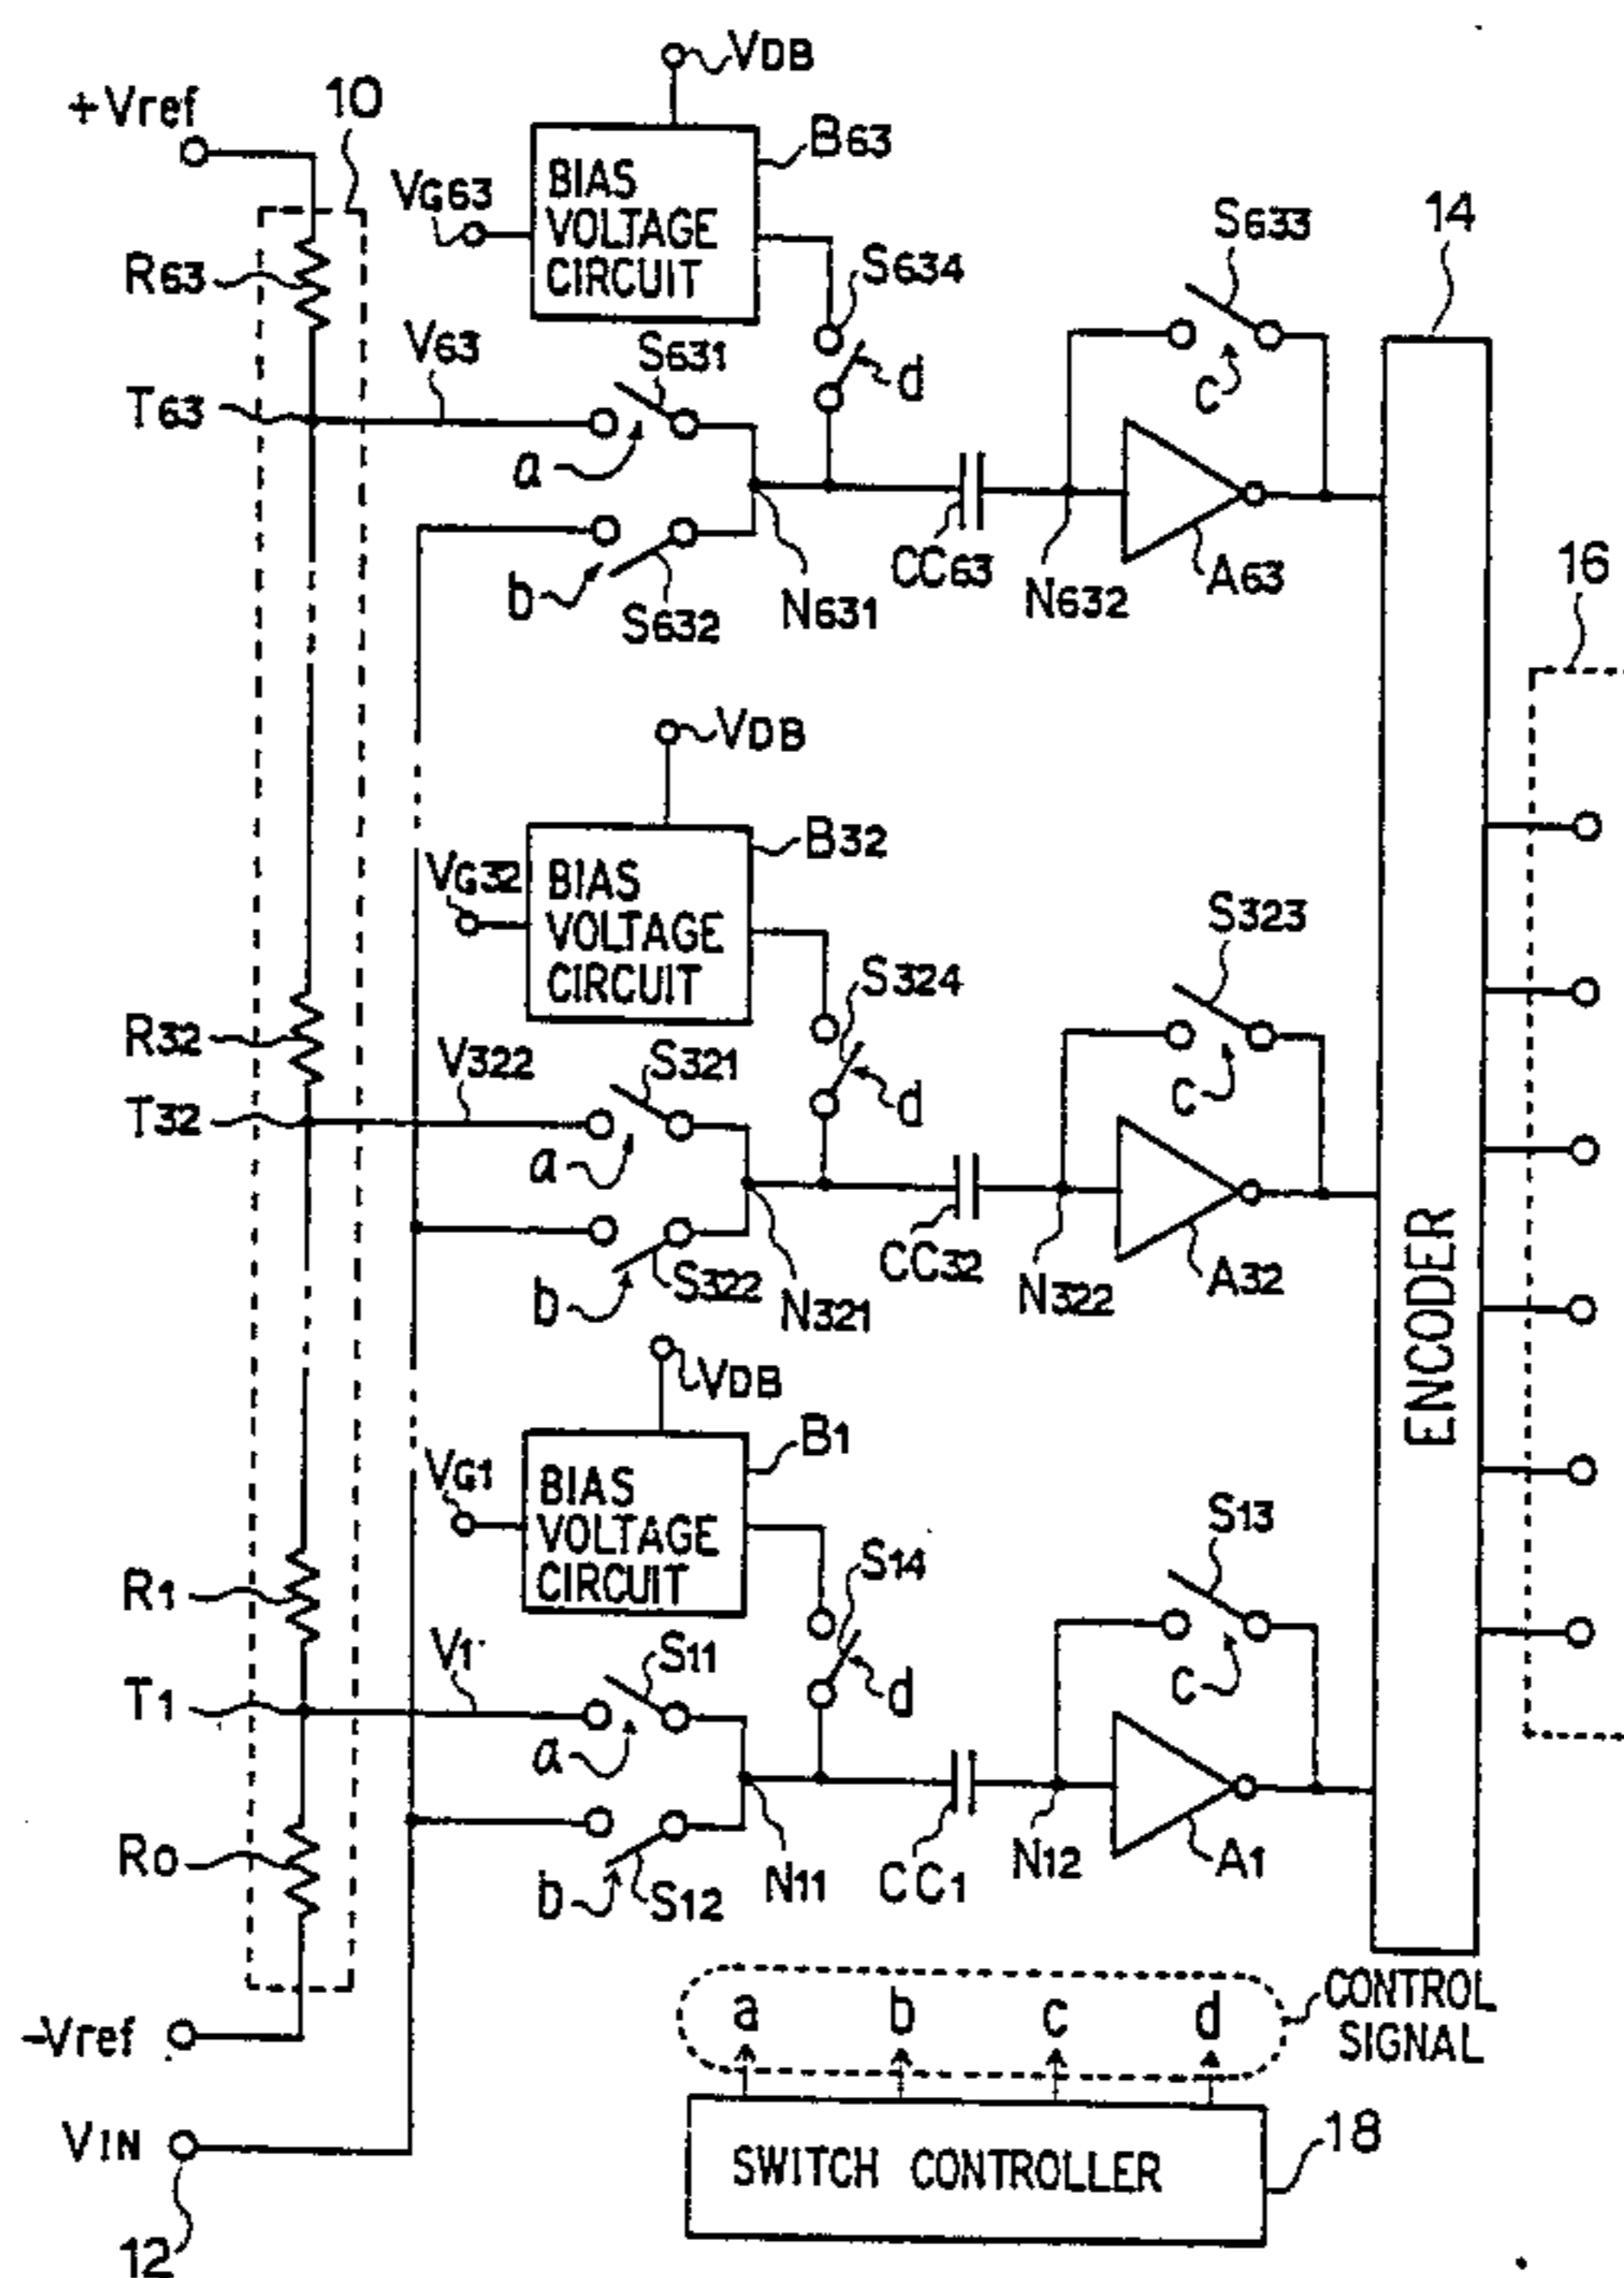 VDB
+Vref
10
B63
BIAS
VOLTAGE
CIRCUIT
VG63
S633
14
R63
S634
V63
S631
d
c
T63
a
CC63
N632
A63
16
b
S632
N631
VDB
B32
VG32
BIAS
VOLTAGE
CIRCUIT
S323
S324
R32
V322
S321
d
c
T32
a
CC32
N322
A32
b
S322
N321
ENCODER
VDB
B1
VG1
BIAS
VOLTAGE
CIRCUIT
S13
S14
R1
V1
S11
d
c
T1
a
R0
b
S12
N11
CC1
N12
A1
a b c d
CONTROL
SIGNAL
-Vref
VIN
12
SWITCH CONTROLLER
18